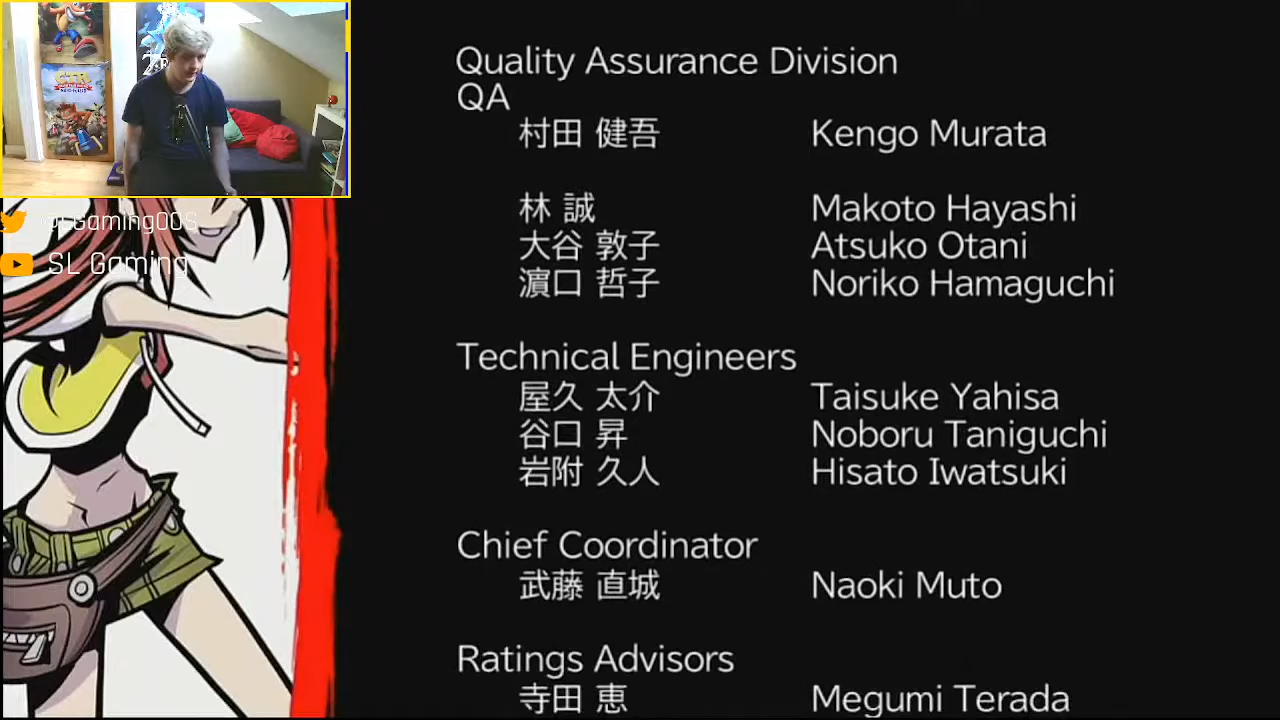 Quality Assurance Division
QA
村田 健吾 Kengo Murata
林 誠 Makoto Hayashi
大谷 敦子 Atsuko Otani
濵口 哲子 Noriko Hamaguchi
Technical Engineers
屋久 太介 Taisuke Yahisa
谷口 昇 Noboru Taniguchi
岩附 久人 Hisato Iwatsuki
Chief Coordinator
武藤 直城 Naoki Muto
Ratings Advisors
寺田 恵 Megumi Terada
CTR
@LGaming00S
SL Gaming